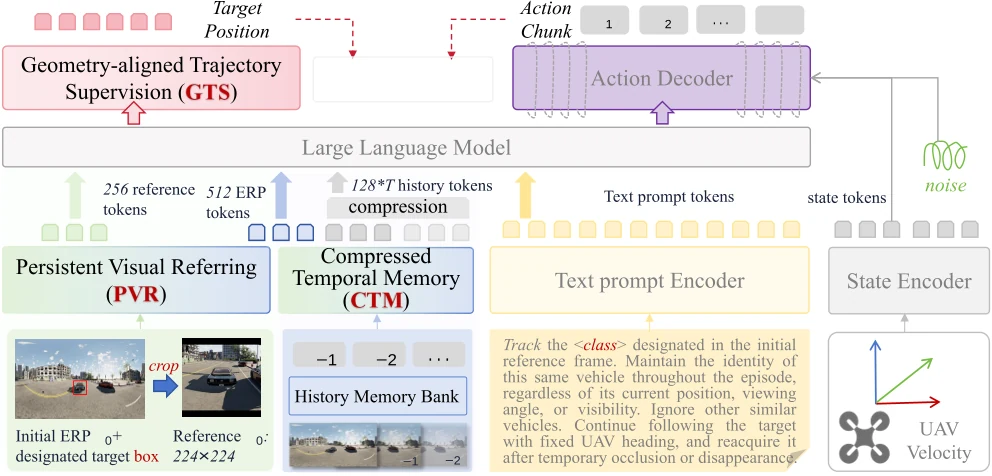 Target
Position
Action
Chunk
1
2
...
Geometry-aligned Trajectory
Supervision (GTS)
Action Decoder
Large Language Model
256 reference
tokens
512 ERP
tokens
128*T history tokens
compression
Text prompt tokens
state tokens
noise
Persistent Visual Referring
(PVR)
Compressed
Temporal Memory
(CTM)
Text prompt Encoder
State Encoder
crop
Initial ERP 0+
designated target box
Reference 0:
224×224
−1
−2
...
History Memory Bank
−1
−2
Track the <class> designated in the initial
reference frame. Maintain the identity of
this same vehicle throughout the episode,
regardless of its current position, viewing
angle, or visibility. Ignore other similar
vehicles. Continue following the target
with fixed UAV heading, and reacquire it
after temporary occlusion or disappearance.
UAV
Velocity